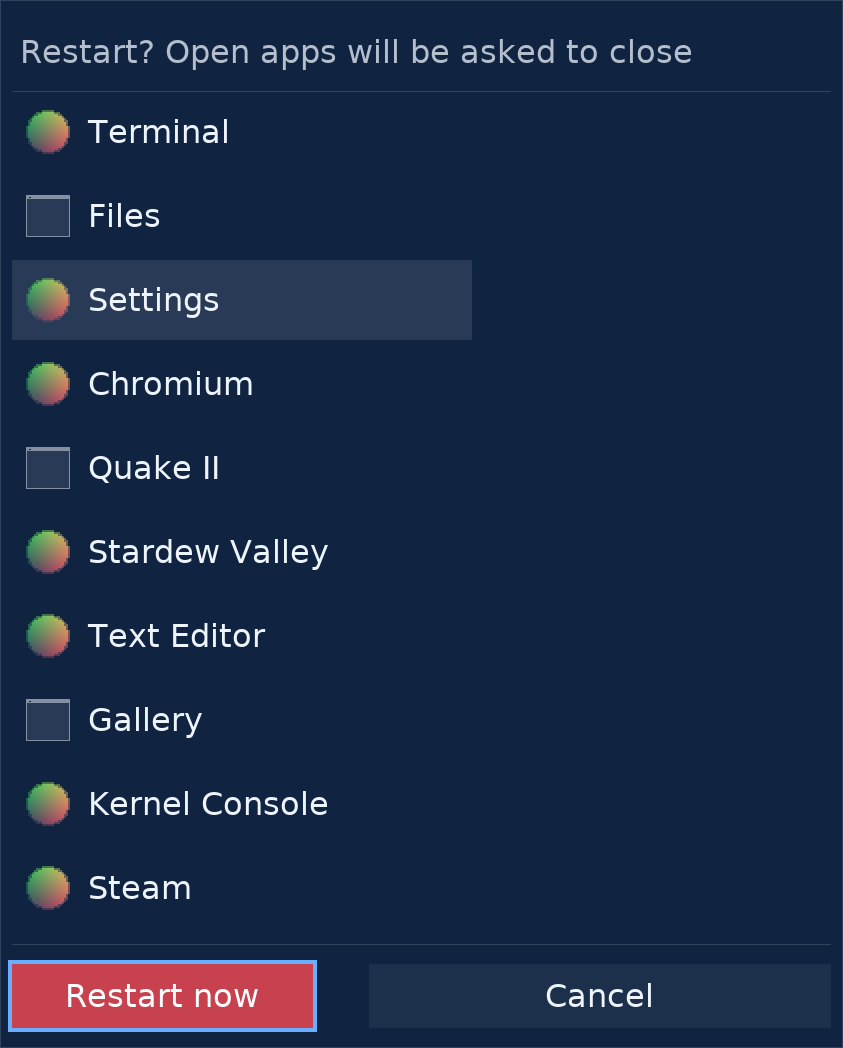 Restart? Open apps will be asked to close
Terminal
Files
Settings
Chromium
Quake II
Stardew Valley
Text Editor
Gallery
Kernel Console
Steam
Restart now
Cancel